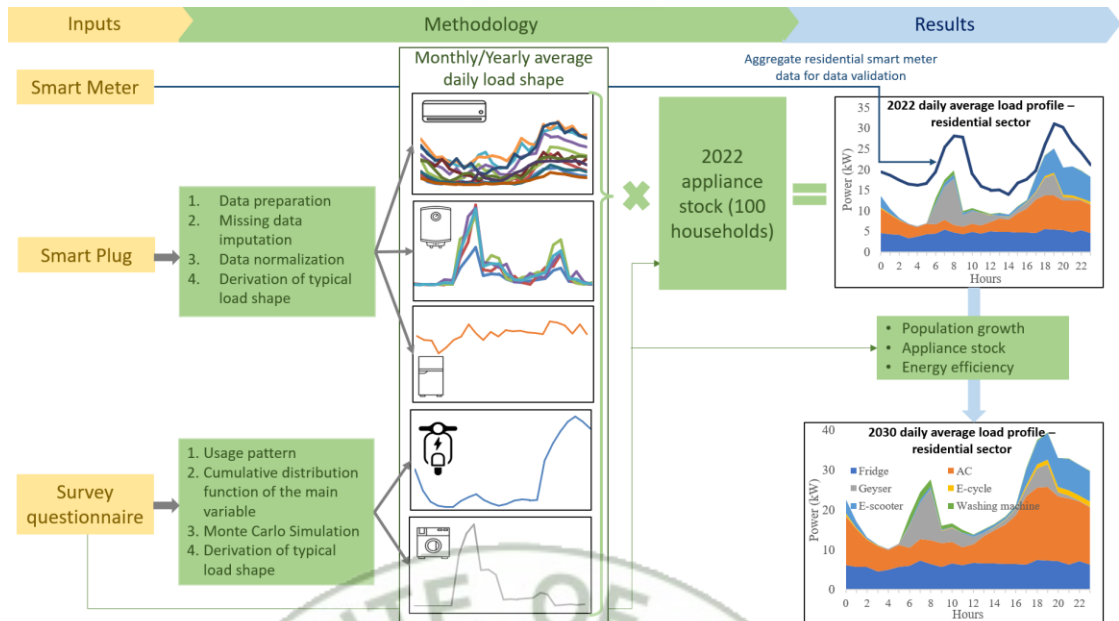 Inputs
Methodology
Results
Smart Meter
Smart Plug
Survey
questionnaire
1. Data preparation
2. Missing data
imputation
3. Data normalization
4. Derivation of typical
load shape
1. Usage pattern
2. Cumulative distribution
function of the main
variable
3. Monte Carlo Simulation
4. Derivation of typical
load shape
Monthly/Yearly average
daily load shape
2022
appliance
stock (100
households)
Aggregate residential smart meter
data for data validation
2022 daily average load profile –
residential sector
Power (kW)
35
30
25
20
15
10
5
0
0 2 4 6 8 10 12 14 16 18 20 22
Hours
• Population growth
• Appliance stock
• Energy efficiency
2030 daily average load profile –
residential sector
Power (kW)
40
30
20
10
0
Fridge AC
Geyser E-cycle
E-scooter Washing machine
0 2 4 6 8 10 12 14 16 18 20 22
Hours
ITE OF